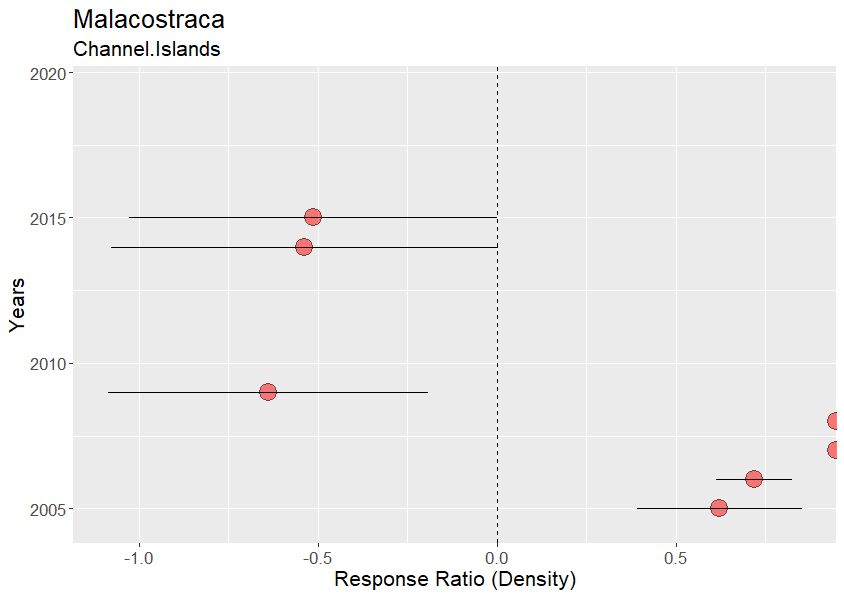 Malacostraca
Channel.Islands
2020
2015
2010
2005
Years
-1.0 -0.5 0.0 0.5
Response Ratio (Density)